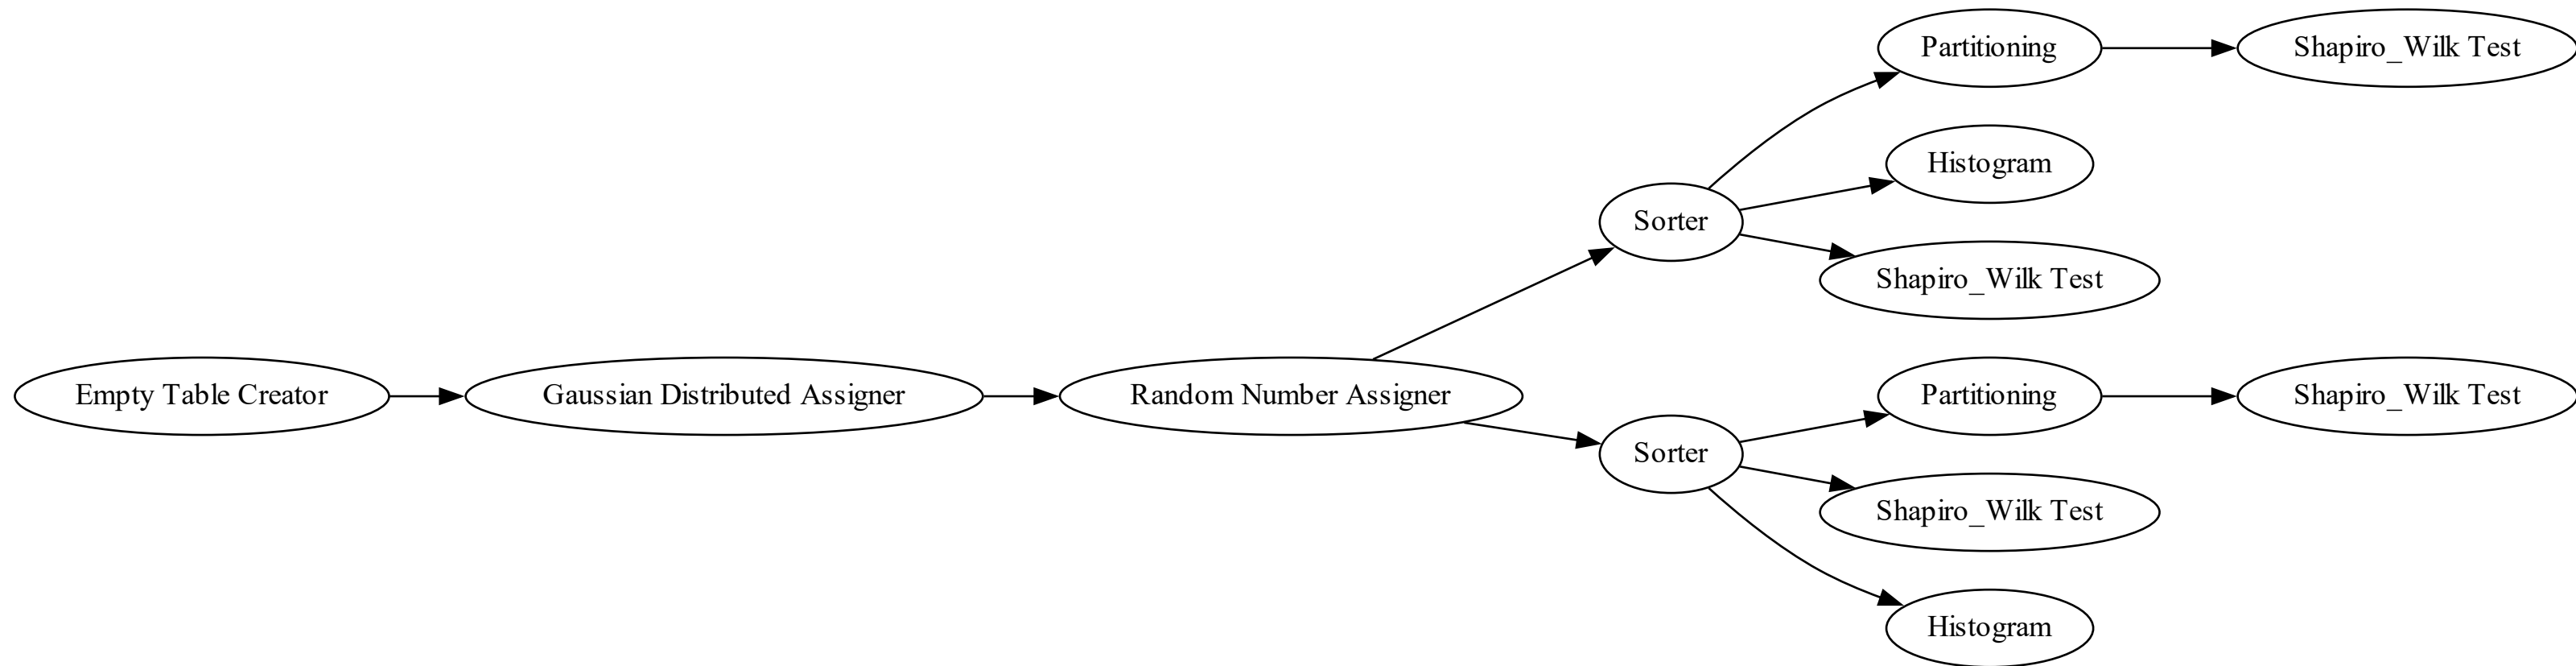 Partitioning
Shapiro_Wilk Test
Histogram
Sorter
Shapiro_Wilk Test
Empty Table Creator
Gaussian Distributed Assigner
Random Number Assigner
Partitioning
Shapiro_Wilk Test
Sorter
Shapiro_Wilk Test
Histogram